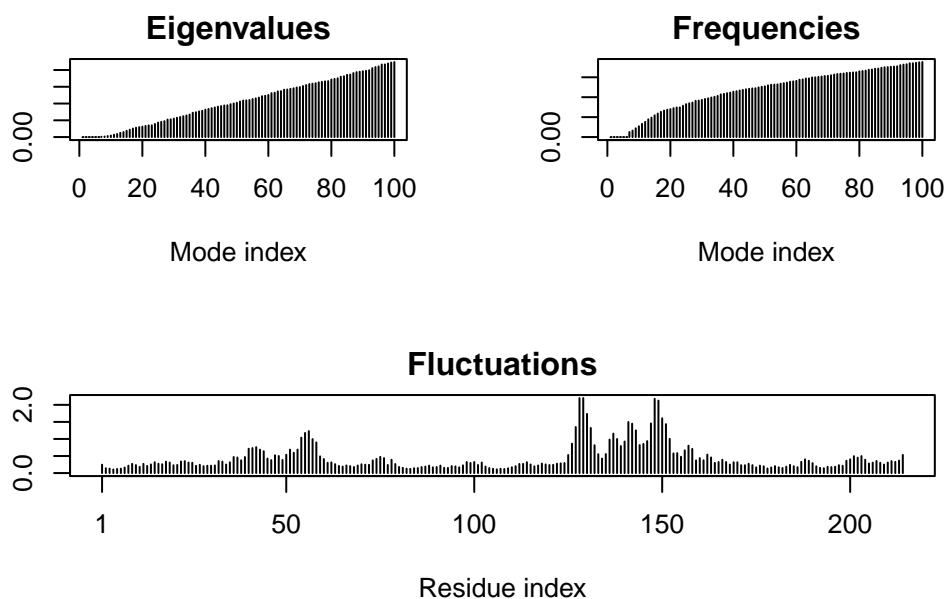 Eigenvalues
0.00
0 20 40 60 80 100
Mode index
Frequencies
0.00
0 20 40 60 80 100
Mode index
Fluctuations
2.0
0.0
1 50 100 150 200
Residue index